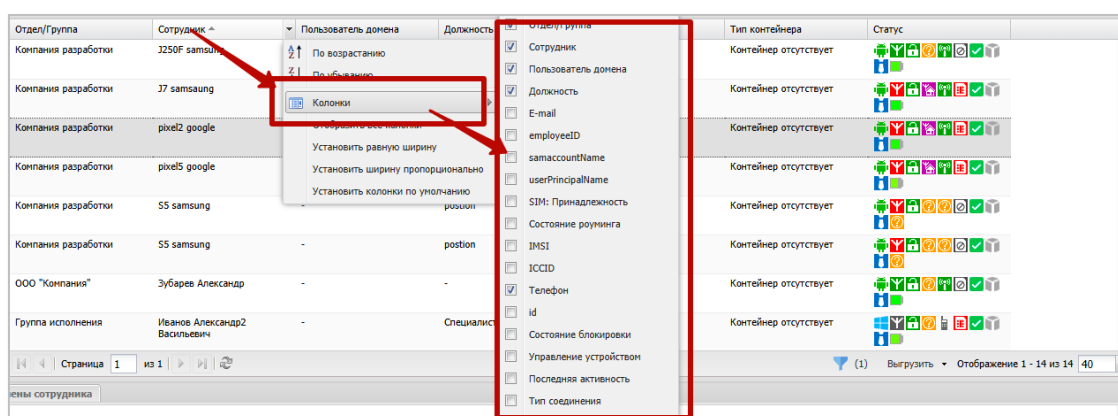 Отдел/Группа Сотрудник Пользователь домена Должность Тип контейнера Статус
Компания разработки J250F samsung Контейнер отсутствует
Компания разработки J7 samsaung Контейнер отсутствует
Компания разработки pixel2 google Контейнер отсутствует
Компания разработки pixel5 google Контейнер отсутствует
Компания разработки S5 samsung - postion Контейнер отсутствует
Компания разработки S5 samsung - postion Контейнер отсутствует
ООО "Компания" Зубарев Александр - - Контейнер отсутствует
Группа исполнения Иванов Александр2 - Специалист Контейнер отсутствует
Васильевич
По возрастанию
По убыванию
Колонки
Отобразить все колонки
Установить равную ширину
Установить ширину пропорционально
Установить колонки по умолчанию
Отдел/Группа
Сотрудник
Пользователь домена
Должность
E-mail
employeeID
samaccountName
userPrincipalName
SIM: Принадлежность
Состояние роуминга
IMSI
ICCID
Телефон
id
Состояние блокировки
Управление устройством
Последняя активность
Тип соединения
Страница 1 из 1 (1) Выгрузить Отображение 1 - 14 из 14 40
сотрудника